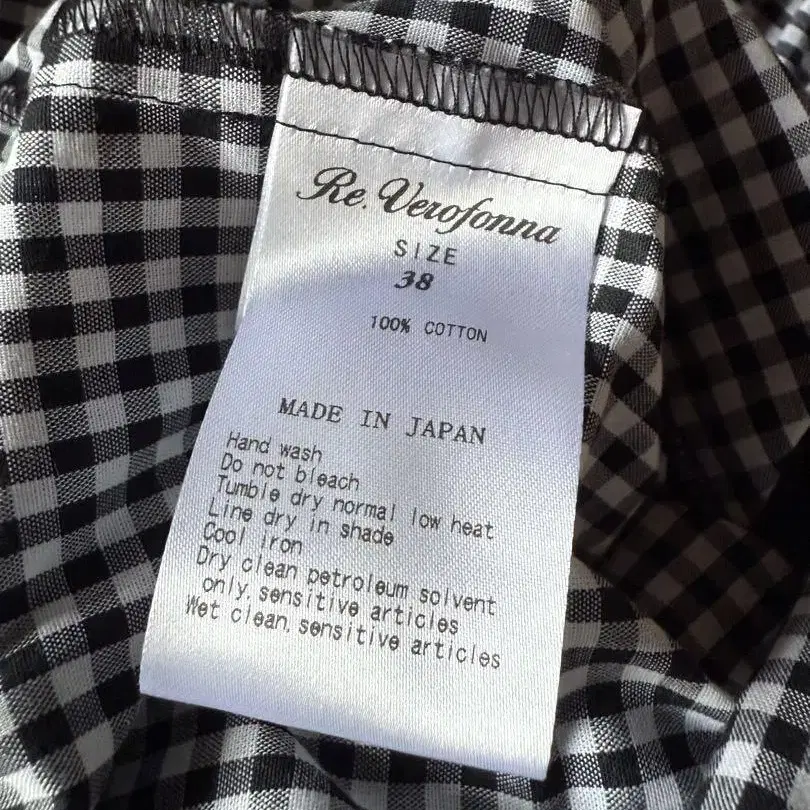 Re. Verofonna
SIZE
38
100% COTTON
MADE IN JAPAN
Hand wash
Do not bleach
Tumble dry normal low heat
Line dry in shade
Cool iron
Dry clean petroleum solvent
only, sensitive articles
Wet clean, sensitive articles